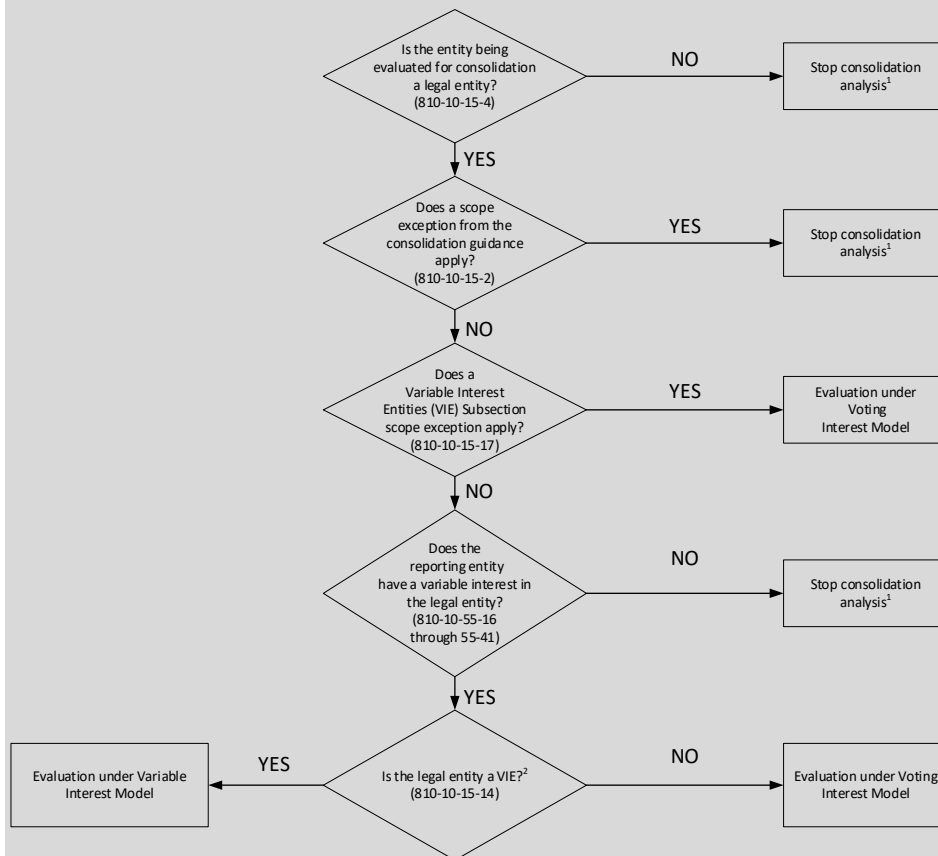 Is the entity being
evaluated for consolidation
a legal entity?
(810-10-15-4)
NO
Stop consolidation
analysis1
YES
Does a scope
exception from the
consolidation guidance
apply?
(810-10-15-2)
YES
Stop consolidation
analysis1
NO
Does a
Variable Interest
Entities (VIE) Subsection
scope exception apply?
(810-10-15-17)
YES
Evaluation under
Voting
Interest Model
NO
Does the
reporting entity
have a variable interest in
the legal entity?
(810-10-55-16
through 55-41)
NO
Stop consolidation
analysis1
YES
Is the legal entity a VIE?2
(810-10-15-14)
YES
Evaluation under Variable
Interest Model
NO
Evaluation under Voting
Interest Model